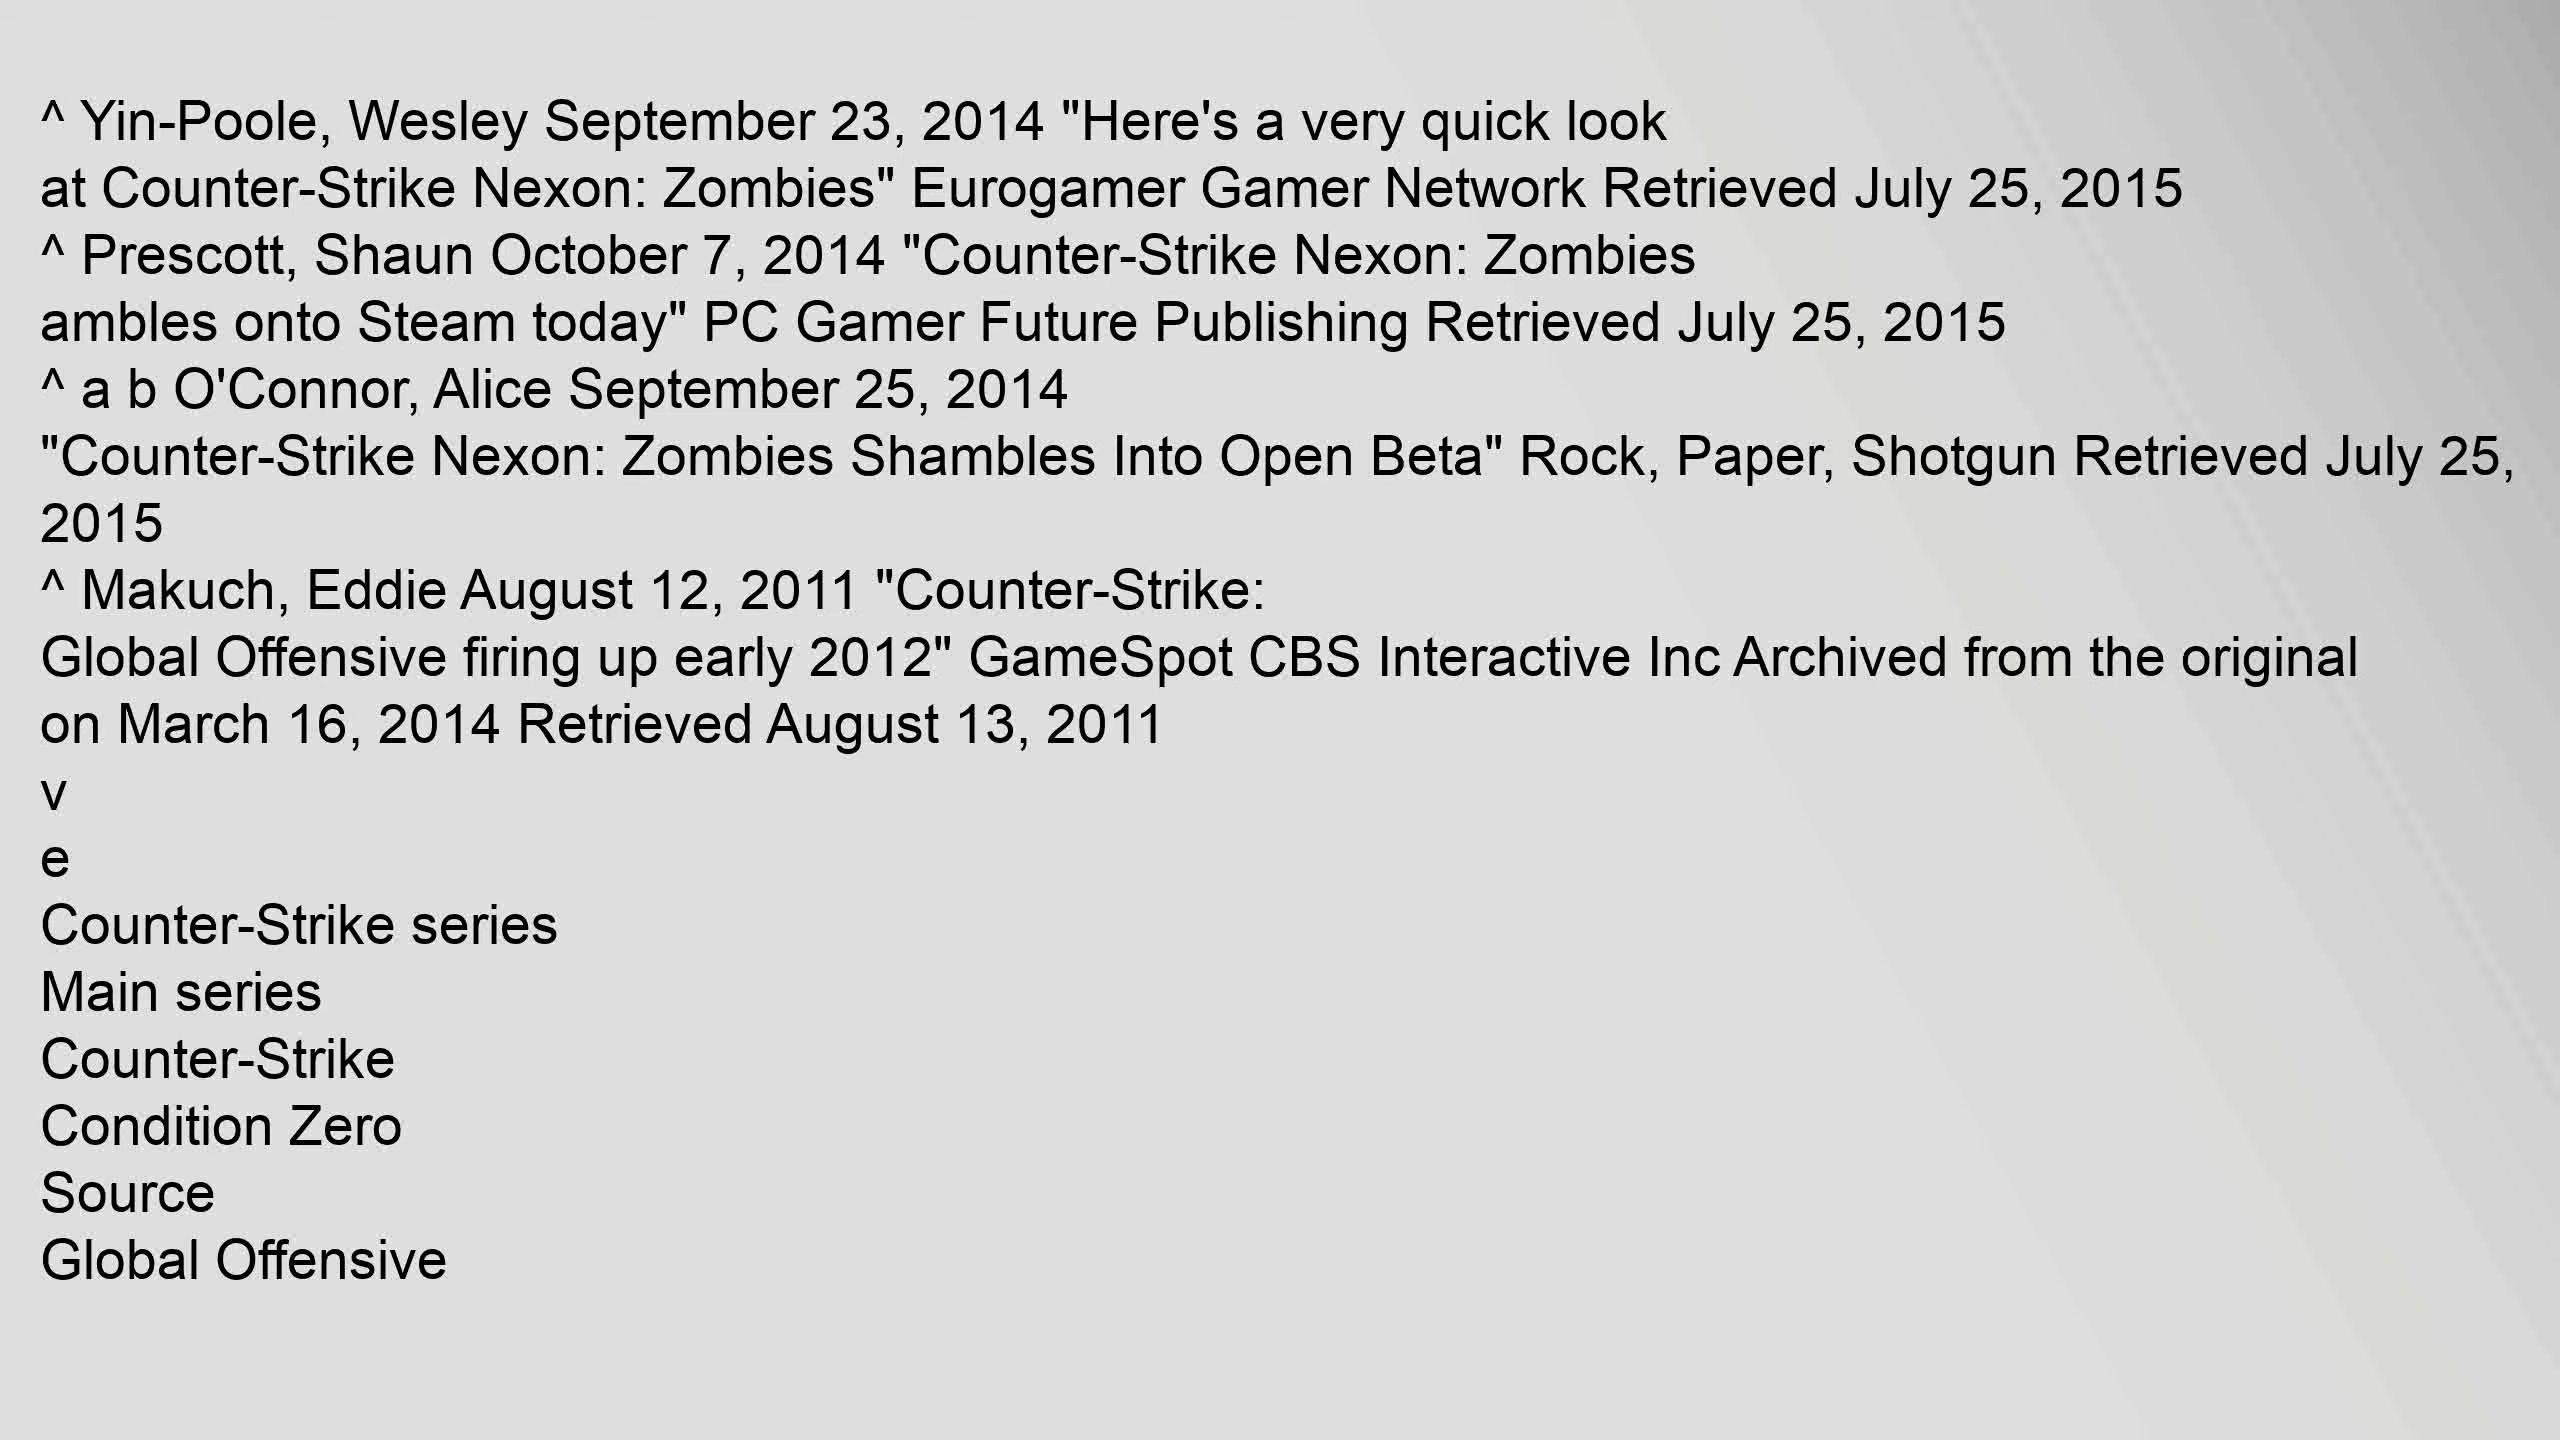 ^ Yin-Poole, Wesley September 23, 2014 "Here's a very quick look
at Counter-Strike Nexon: Zombies" Eurogamer Gamer Network Retrieved July 25, 2015
^ Prescott, Shaun October 7, 2014 "Counter-Strike Nexon: Zombies
ambles onto Steam today" PC Gamer Future Publishing Retrieved July 25, 2015
^ a b O'Connor, Alice September 25, 2014
"Counter-Strike Nexon: Zombies Shambles Into Open Beta" Rock, Paper, Shotgun Retrieved July 25,
2015
^ Makuch, Eddie August 12, 2011 "Counter-Strike:
Global Offensive firing up early 2012" GameSpot CBS Interactive Inc Archived from the original
on March 16, 2014 Retrieved August 13, 2011
v
e
Counter-Strike series
Main series
Counter-Strike
Condition Zero
Source
Global Offensive